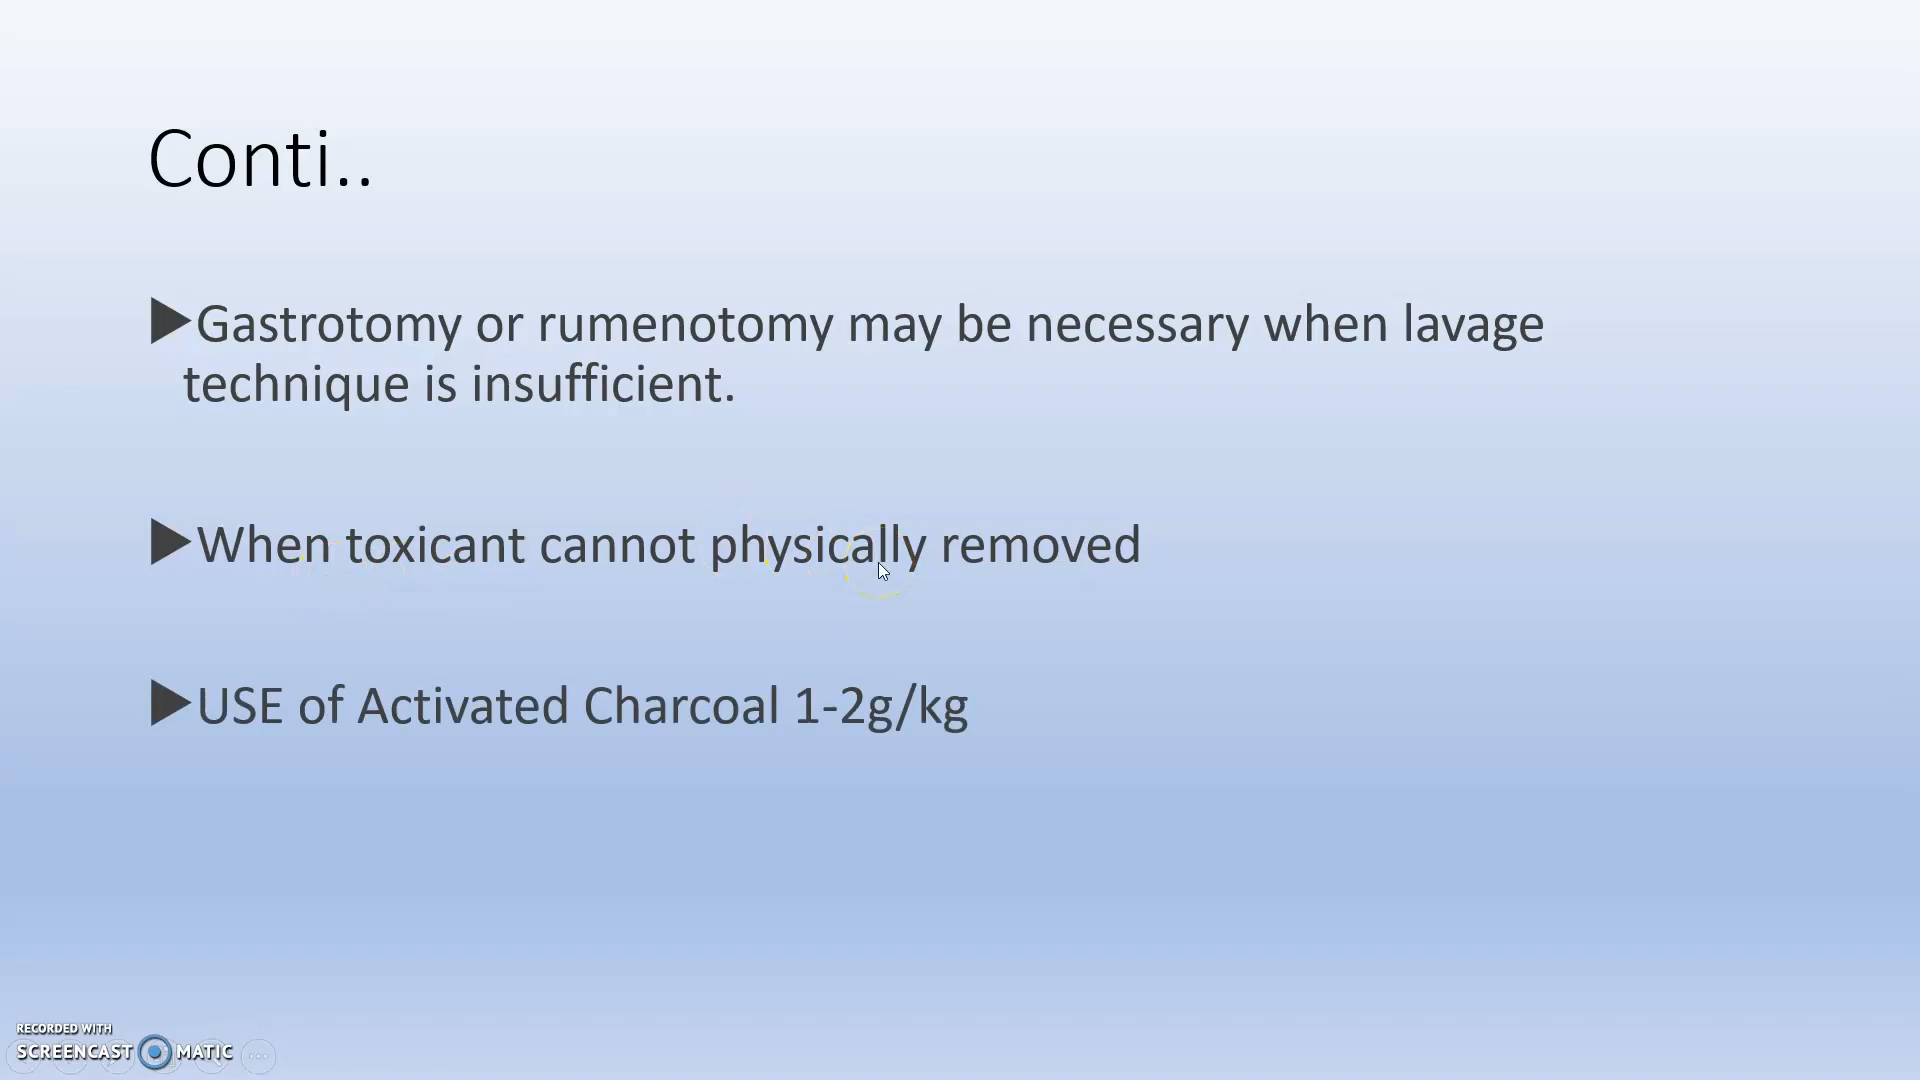 Conti..
Gastrotomy or rumenotomy may be necessary when lavage
technique is insufficient.
When toxicant cannot physically removed
USE of Activated Charcoal 1-2g/kg
RECORDED WITH
SCREENCAST MATIC